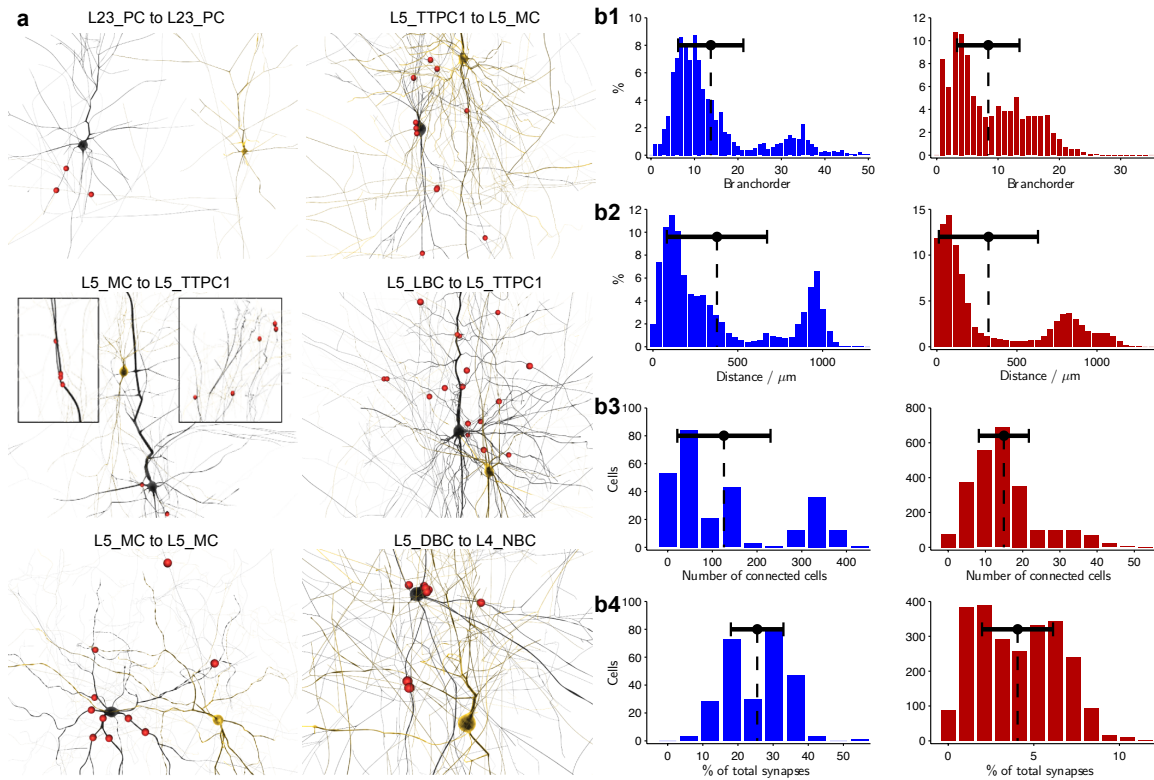 a
L23_PC to L23_PC
L5_TTPC1 to L5_MC
L5_MC to L5_TTPC1
L5_LBC to L5_TTPC1
L5_MC to L5_MC
L5_DBC to L4_NBC
b1
10
8
6
4
2
0
%
0 10 20 30 40 50
Branchorder
12
10
8
6
4
2
0
0 10 20 30
Branchorder
b2
12
10
8
6
4
2
0
%
0 500 1000
Distance / μm
15
10
5
0
0 500 1000
Distance / μm
b3
100
80
60
40
20
0
Cells
0 100 200 300 400
Number of connected cells
800
600
400
200
0
0 10 20 30 40 50
Number of connected cells
b4
100
80
60
40
20
0
Cells
0 10 20 30 40 50
% of total synapses
400
300
200
100
0
0 5 10
% of total synapses